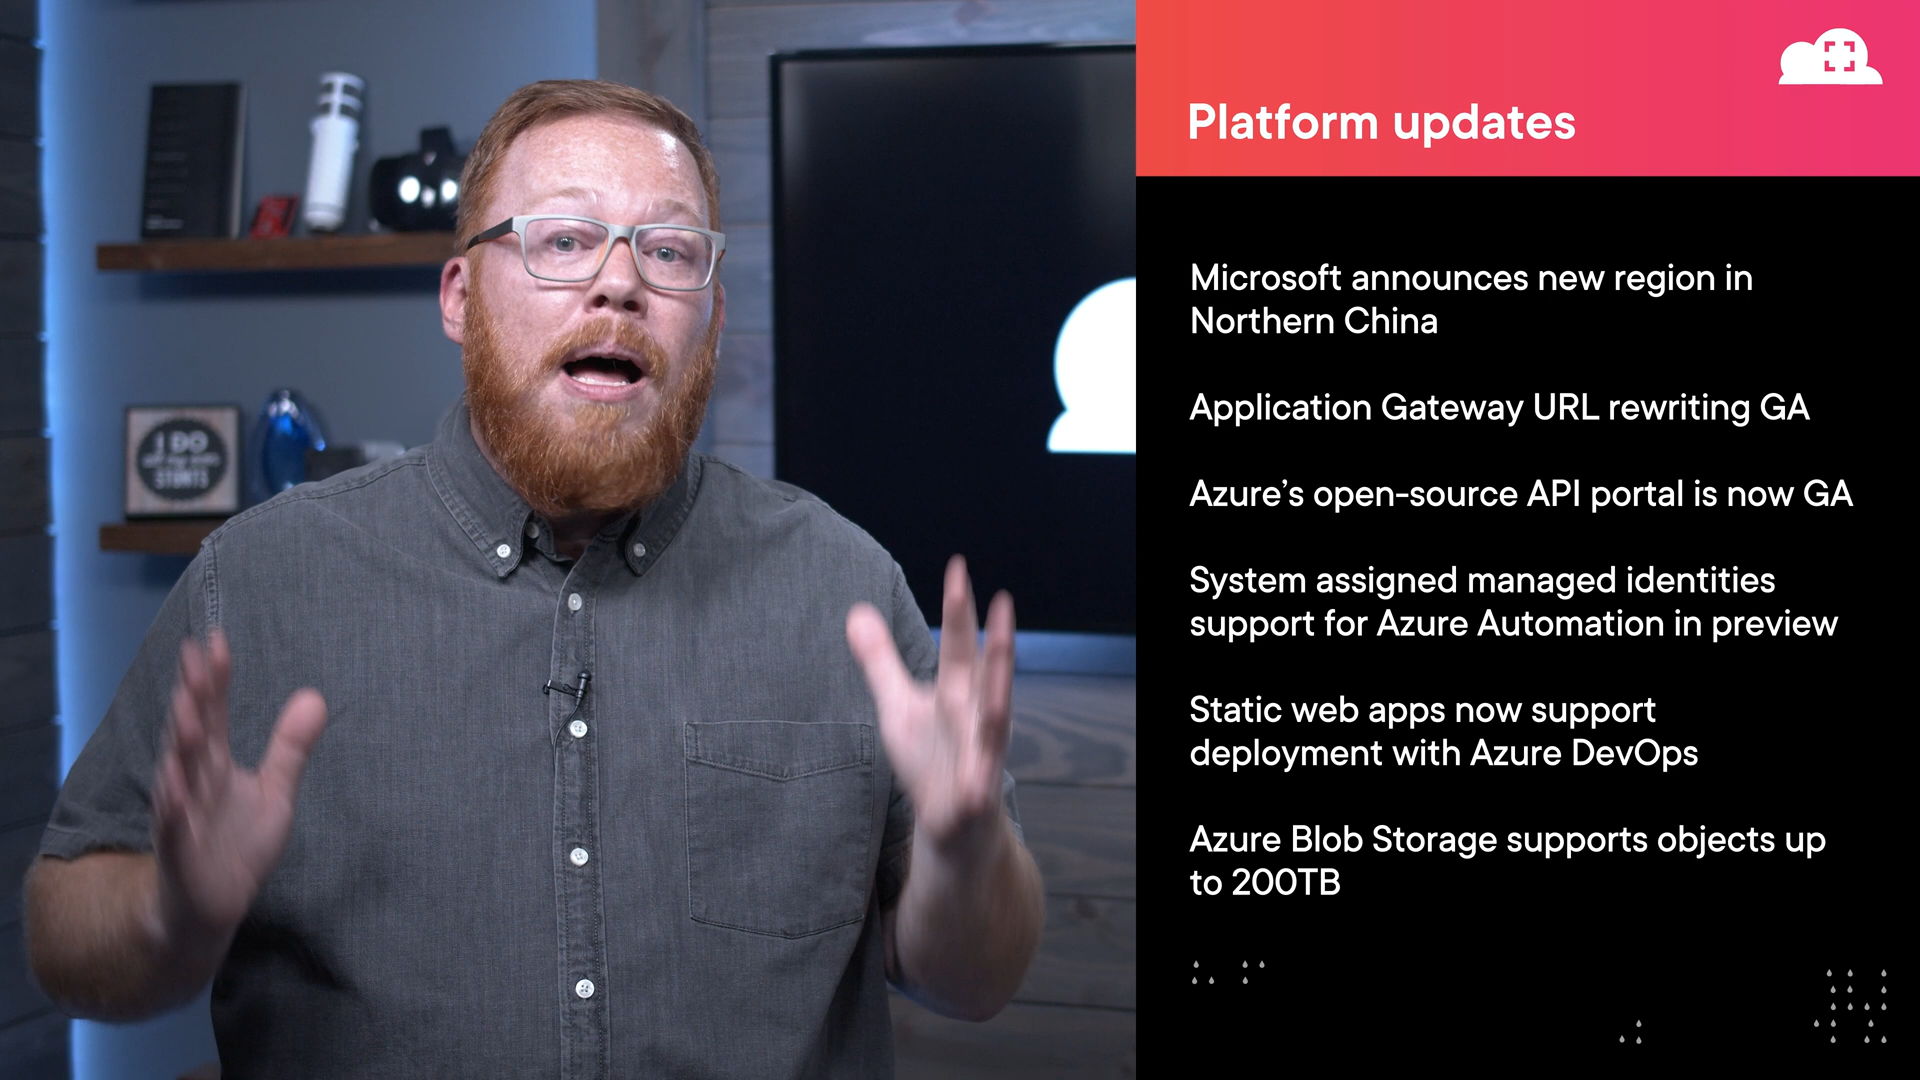 Platform updates
Microsoft announces new region in
Northern China
Application Gateway URL rewriting GA
Azure's open-source API portal is now GA
System assigned managed identities
support for Azure Automation in preview
Static web apps now support
deployment with Azure DevOps
Azure Blob Storage supports objects up
to 200TB
I DO
STUNTS